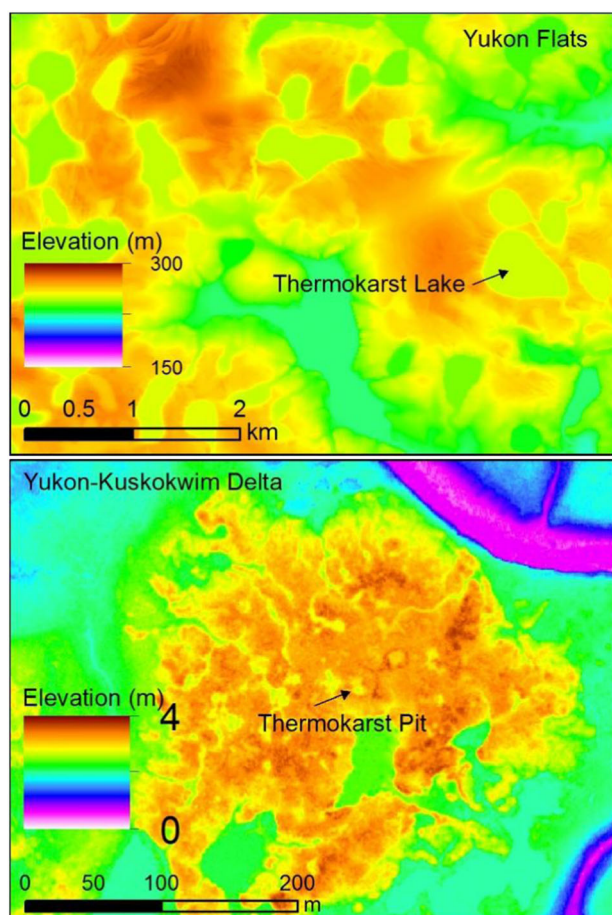 Yukon Flats
Elevation (m)
300
150
Thermokarst Lake
0 0.5 1 2
km
Yukon-Kuskokwim Delta
Elevation (m)
4
0
Thermokarst Pit
0 50 100 200
m